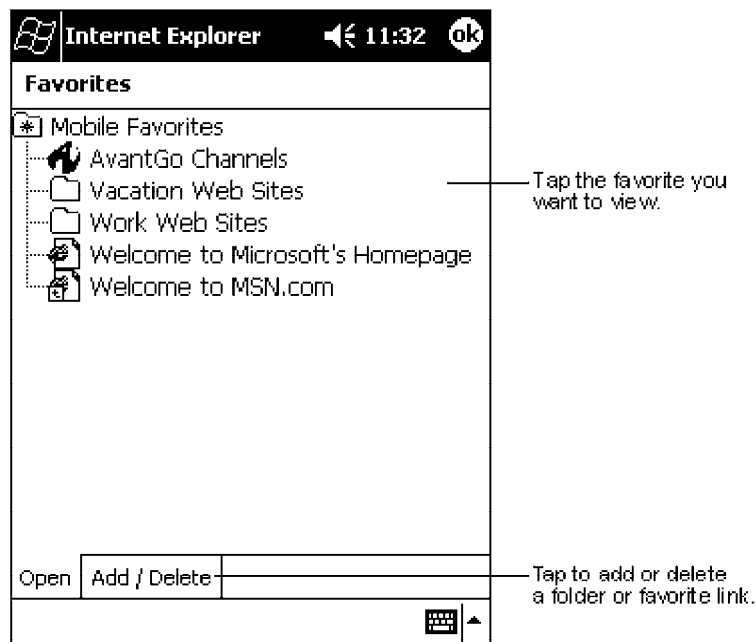 Internet Explorer 11:32 ok
Favorites
Mobile Favorites
AvantGo Channels
Vacation Web Sites
Work Web Sites
Welcome to Microsoft's Homepage
Welcome to MSN.com
Tap the favorite you
want to view.
Open Add / Delete
Tap to add or delete
a folder or favorite link.